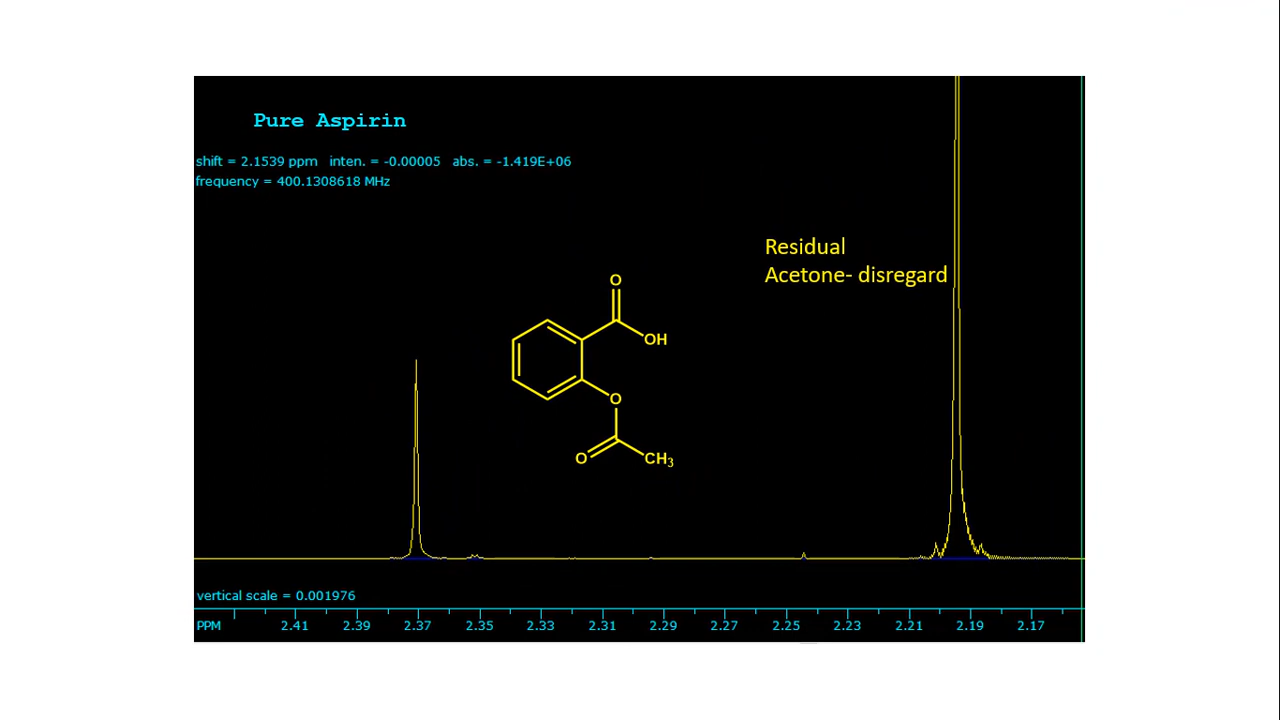 Pure Aspirin
shift = 2.1539 ppm inten. = -0.00005 abs. = -1.419E+06
frequency = 400.1308618 MHz
Residual
Acetone- disregard
O
OH
O
O
CH3
vertical scale = 0.001976
PPM 2.41 2.39 2.37 2.35 2.33 2.31 2.29 2.27 2.25 2.23 2.21 2.19 2.17